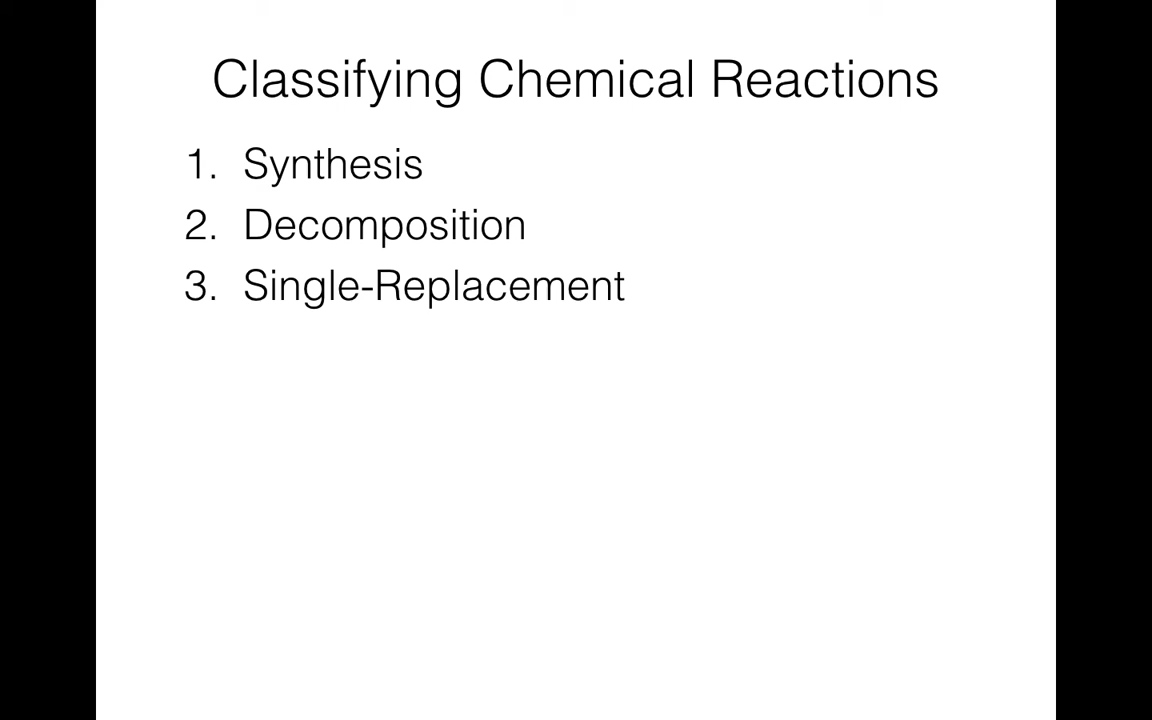 Classifying Chemical Reactions
1. Synthesis
2. Decomposition
3. Single-Replacement